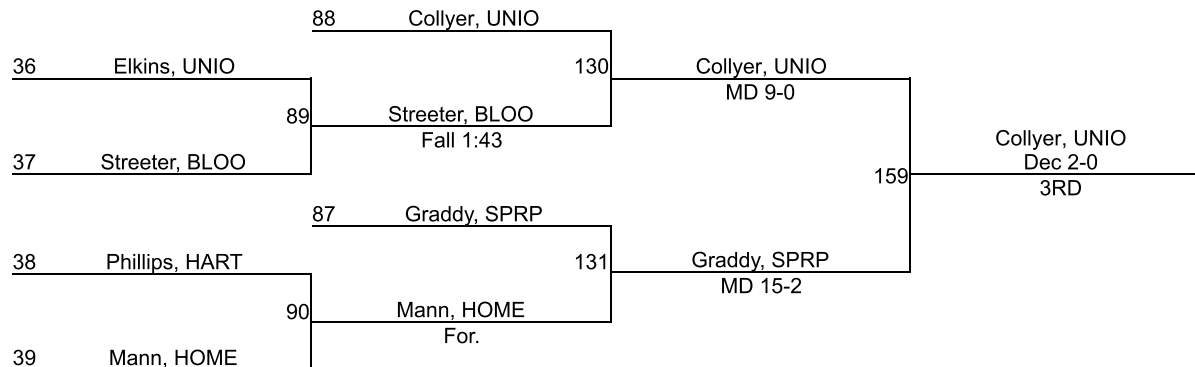 88 Collyer, UNIO
36 Elkins, UNIO
130 Collyer, UNIO
MD 9-0
89 Streeter, BLOO
Fall 1:43
Collyer, UNIO
Dec 2-0
37 Streeter, BLOO
159
3RD
87 Graddy, SPRP
38 Phillips, HART
131 Graddy, SPRP
MD 15-2
90 Mann, HOME
For.
39 Mann, HOME